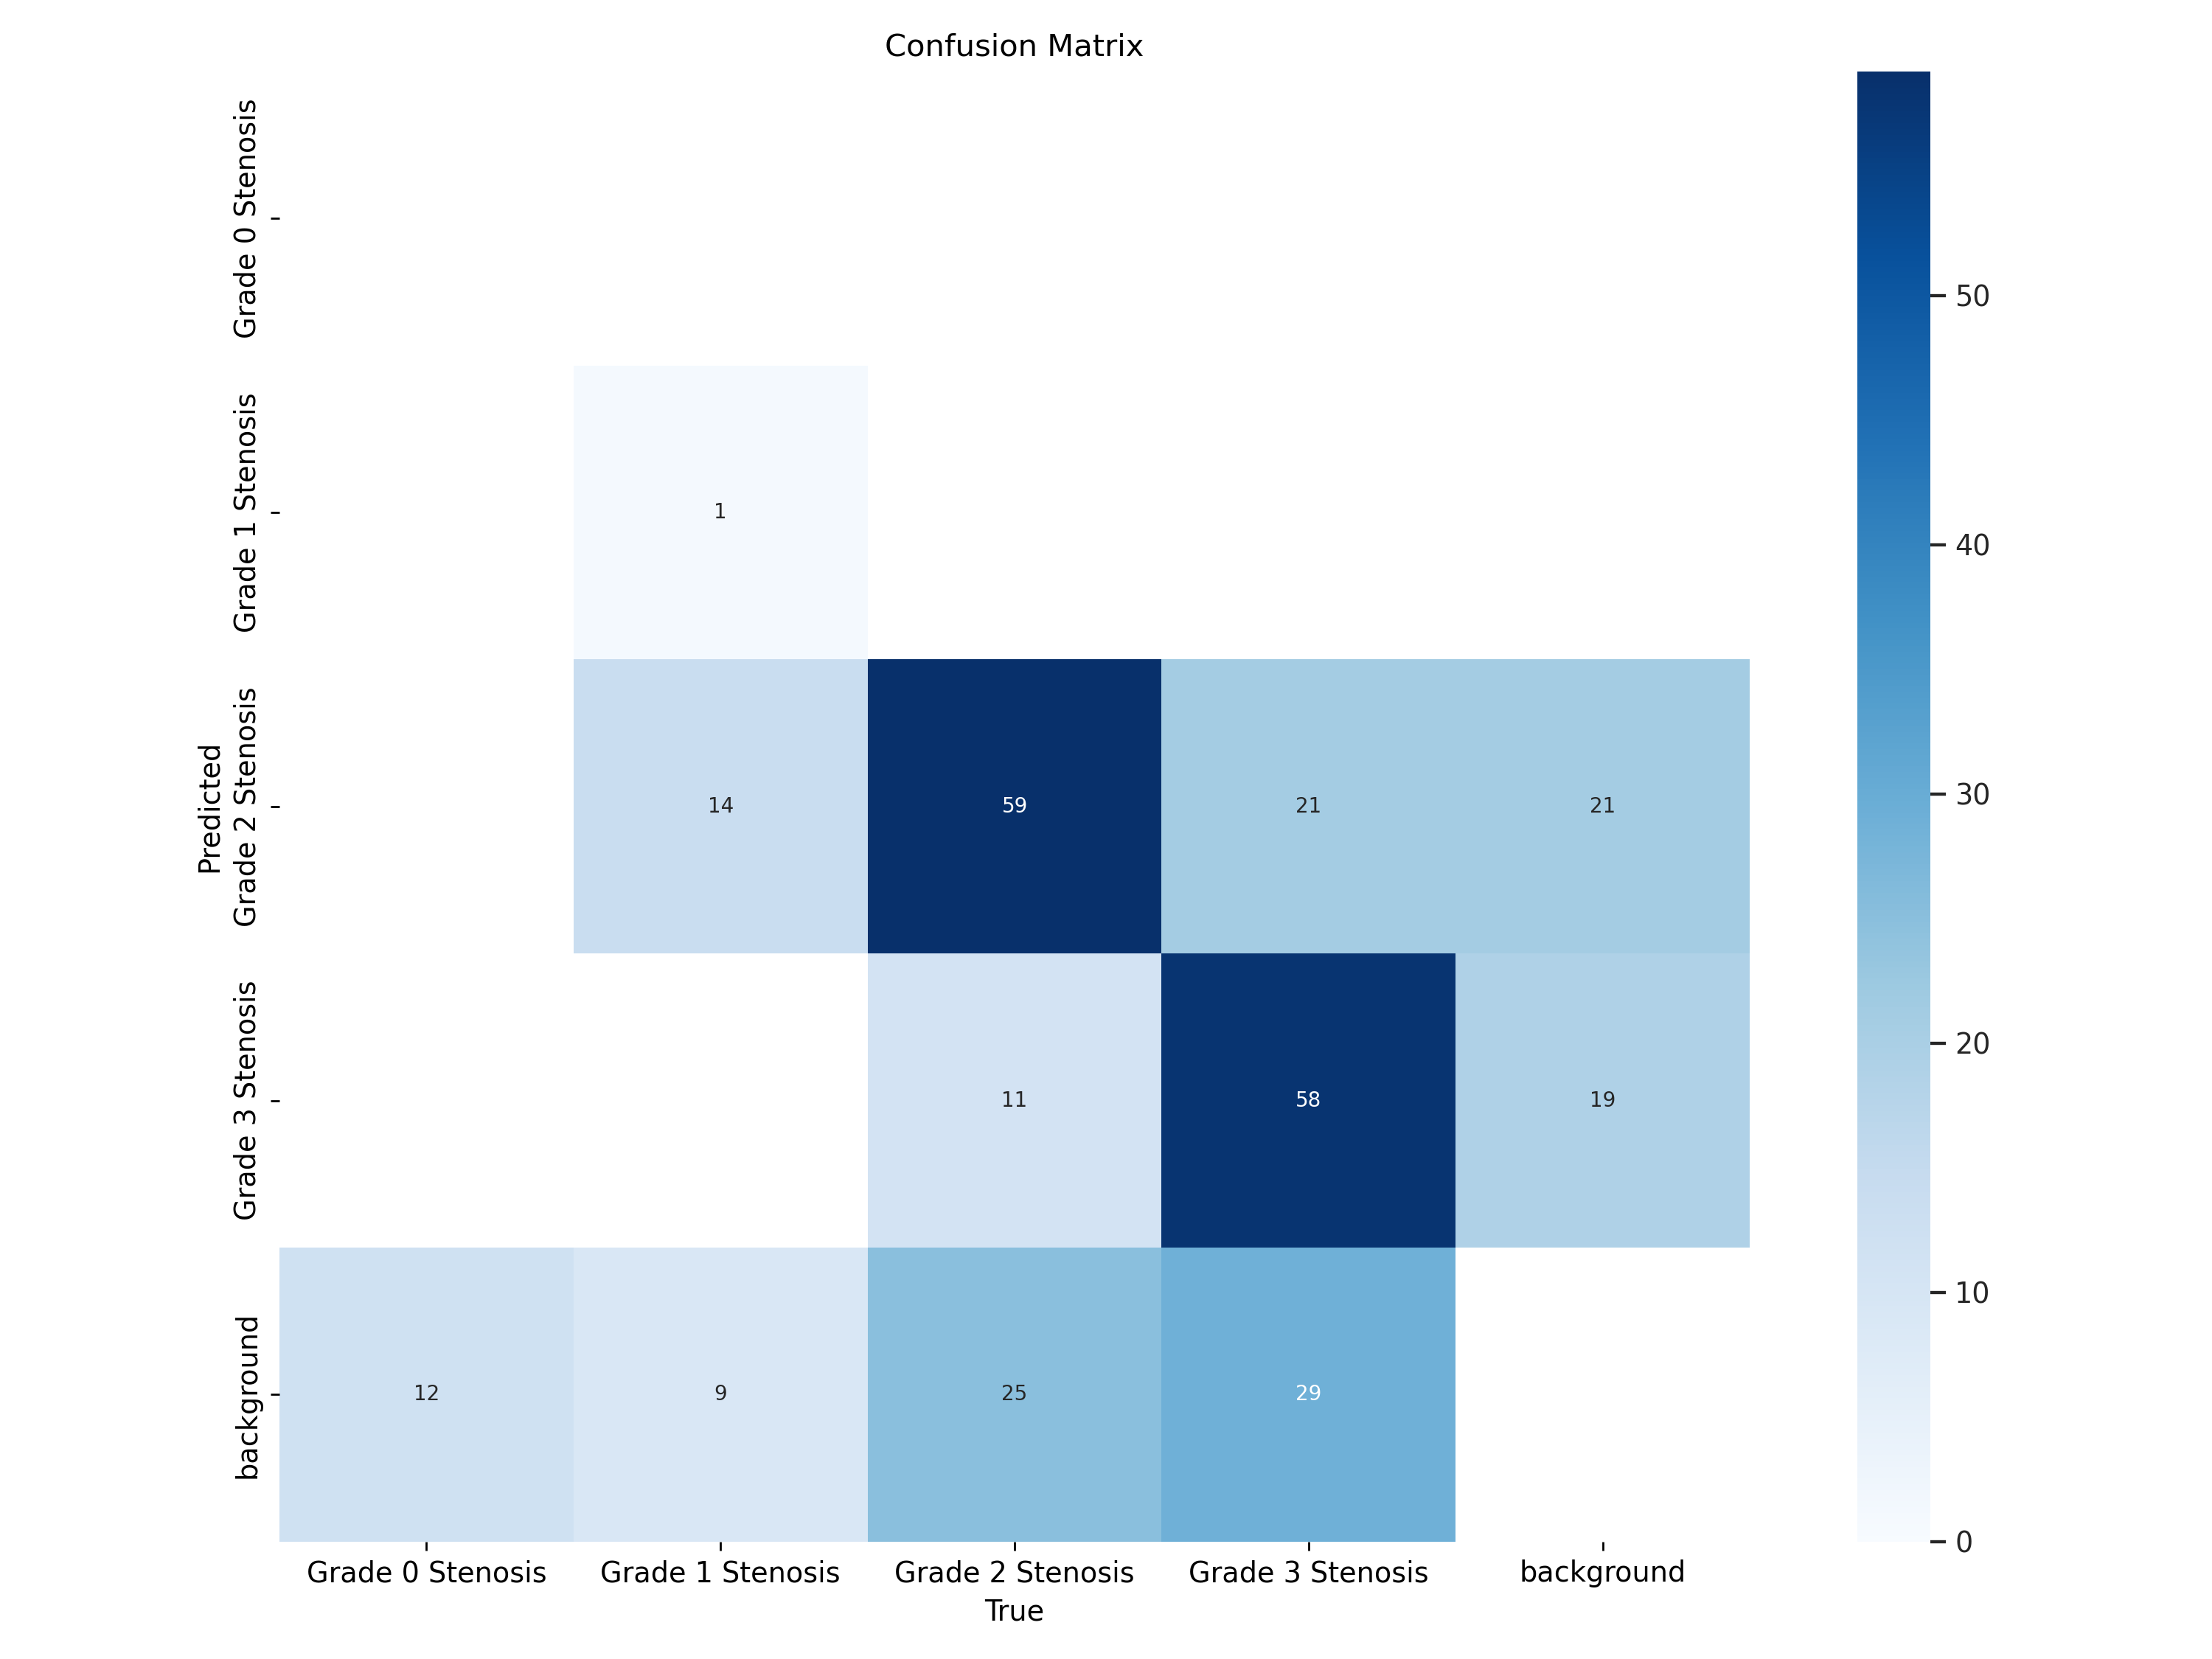 Confusion Matrix
Predicted
Grade 0 Stenosis
Grade 1 Stenosis
Grade 2 Stenosis
Grade 3 Stenosis
background
1
14 59 21 21
11 58 19
12 9 25 29
Grade 0 Stenosis Grade 1 Stenosis Grade 2 Stenosis Grade 3 Stenosis background
True
50
40
30
20
10
0